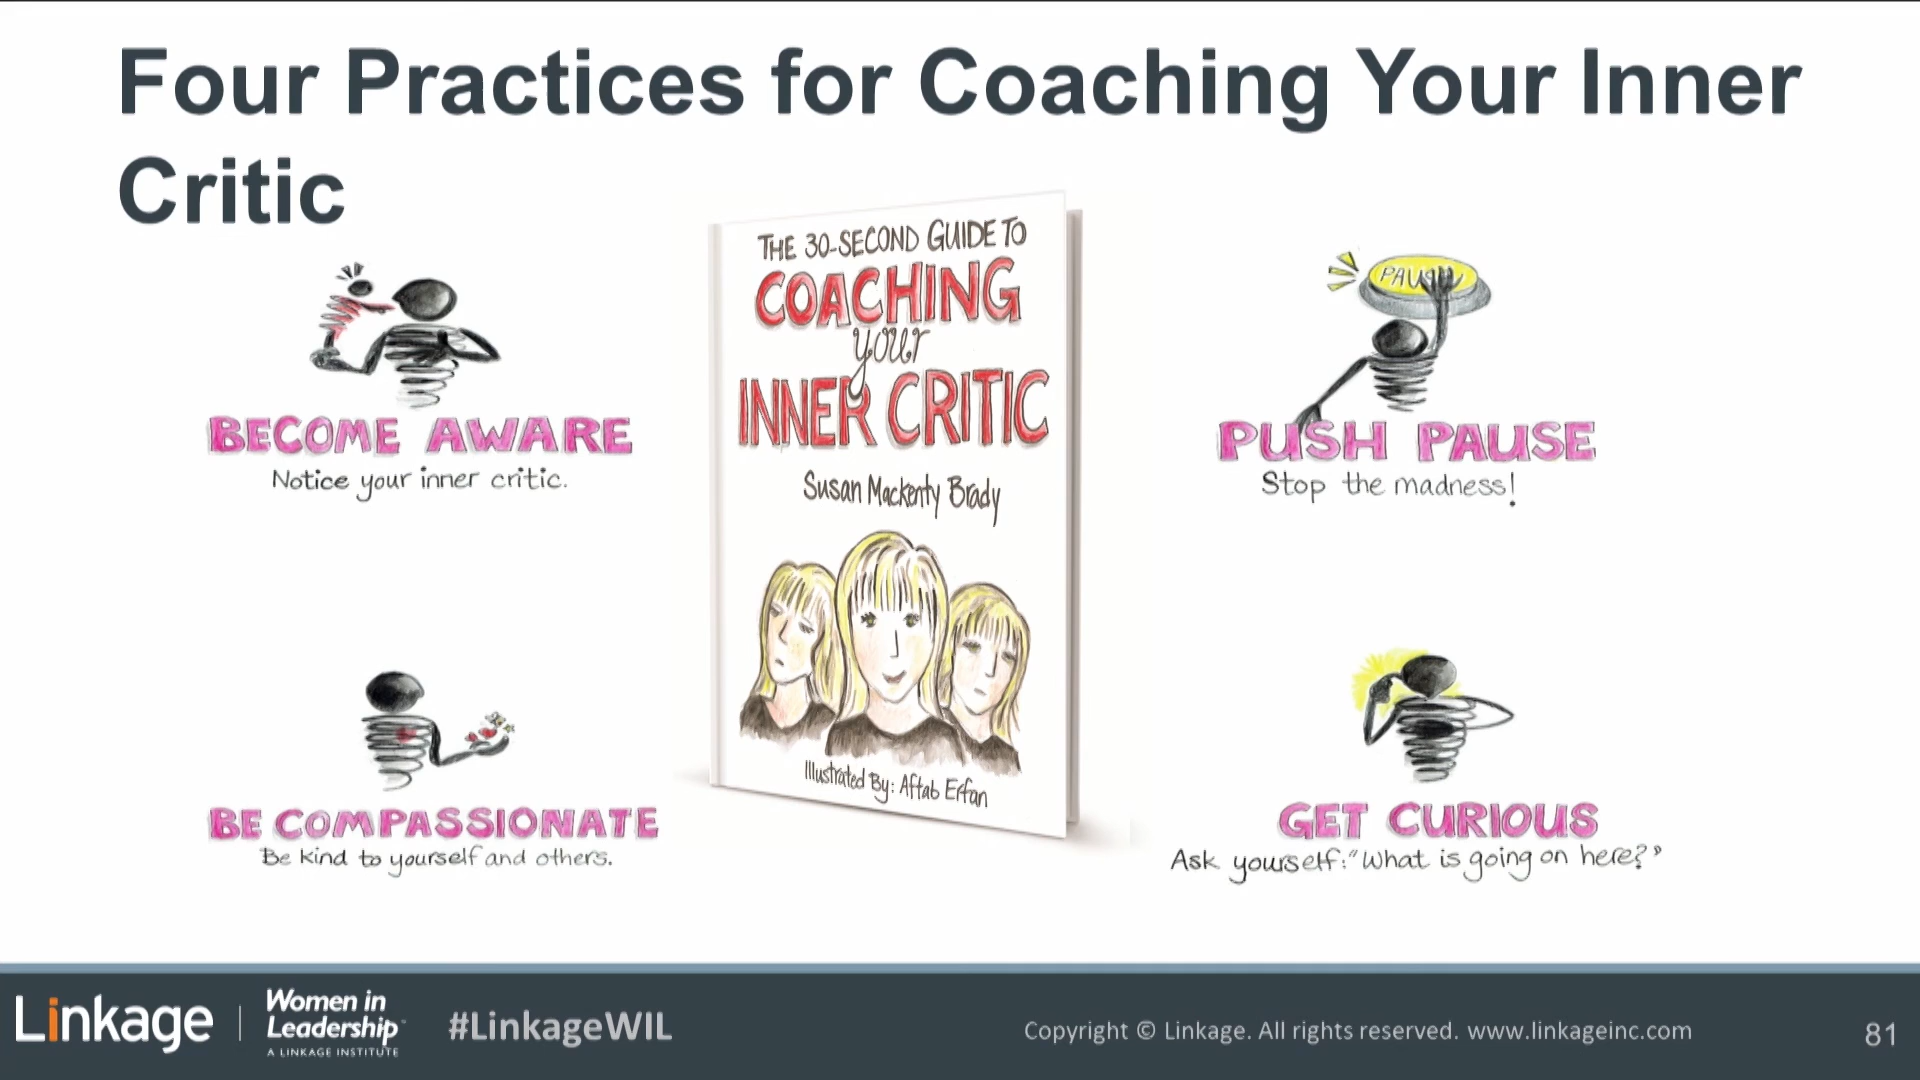 Four Practices for Coaching Your Inner
Critic
BECOME AWARE
Notice your inner critic.
THE 30-SECOND GUIDE TO
COACHING
your
INNER CRITIC
Susan Mackenty Brady
Illustrated By: Aftab Erfan
PAUSE
PUSH PAUSE
Stop the madness!
BE COMPASSIONATE
Be kind to yourself and others.
GET CURIOUS
Ask yourself: "What is going on here?"
Linkage
Women in
Leadership™
A LINKAGE INSTITUTE
#LinkageWIL
Copyright © Linkage. All rights reserved. www.linkageinc.com
81